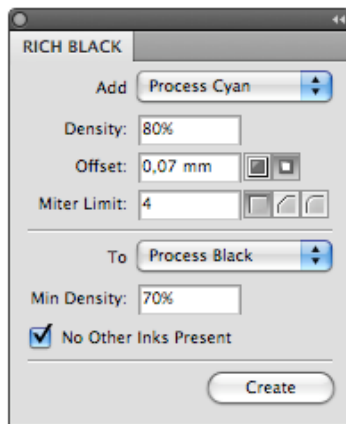 RICH BLACK
Add Process Cyan
Density: 80%
Offset: 0,07 mm
Miter Limit: 4
To Process Black
Min Density: 70%
No Other Inks Present
Create